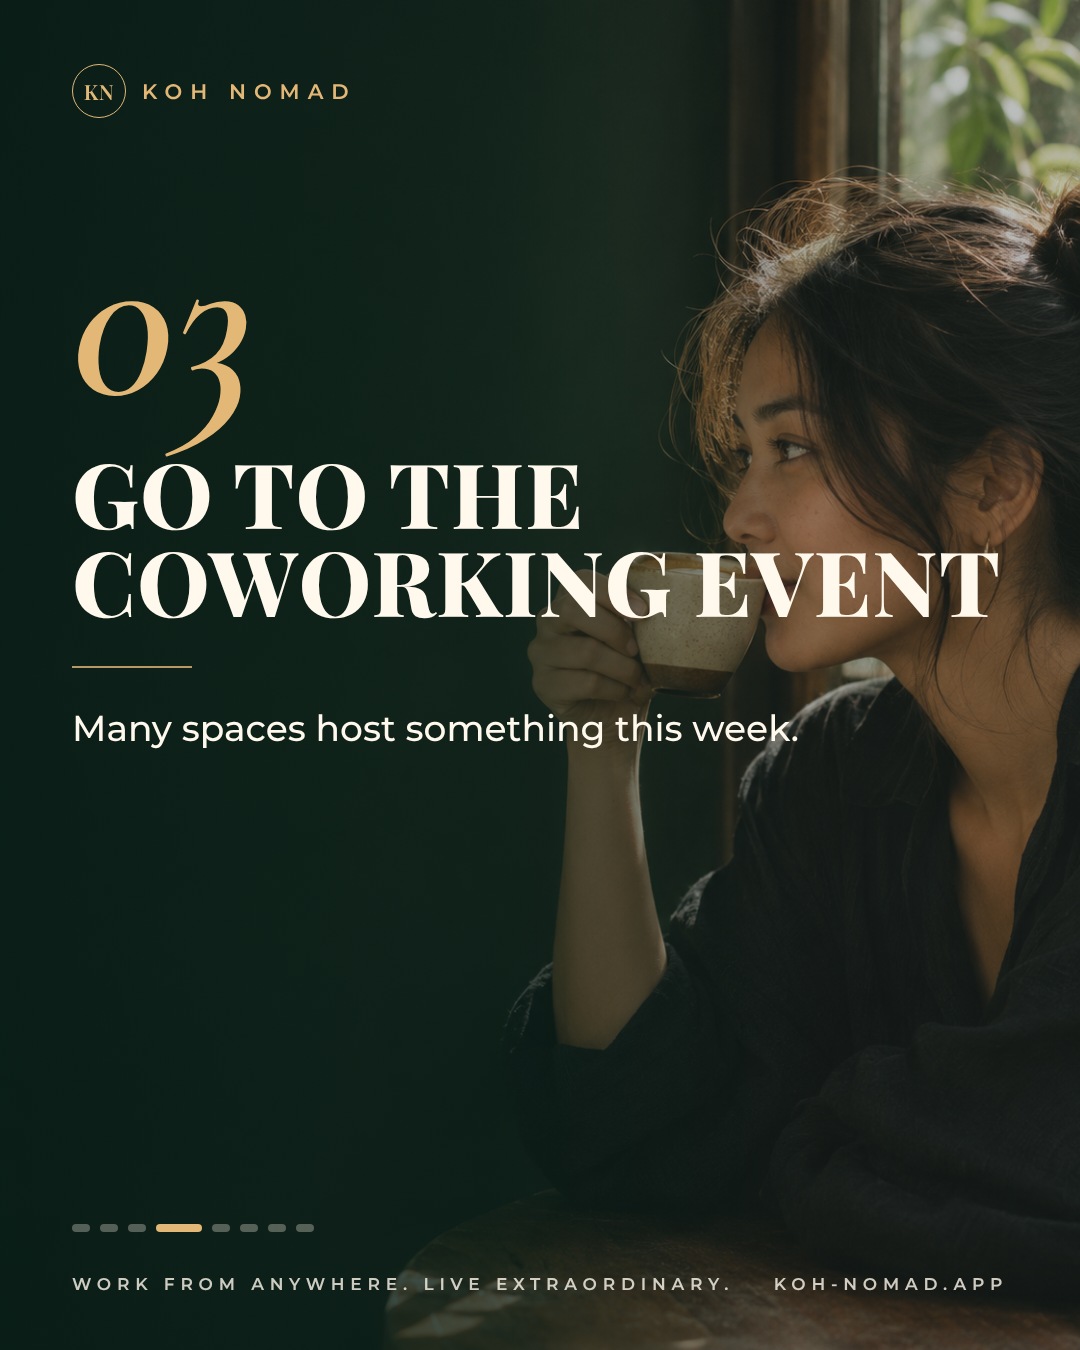 KN KOH NOMAD
03
GO TO THE
COWORKING EVENT
Many spaces host something this week.
WORK FROM ANYWHERE. LIVE EXTRAORDINARY. KOH-NOMAD.APP